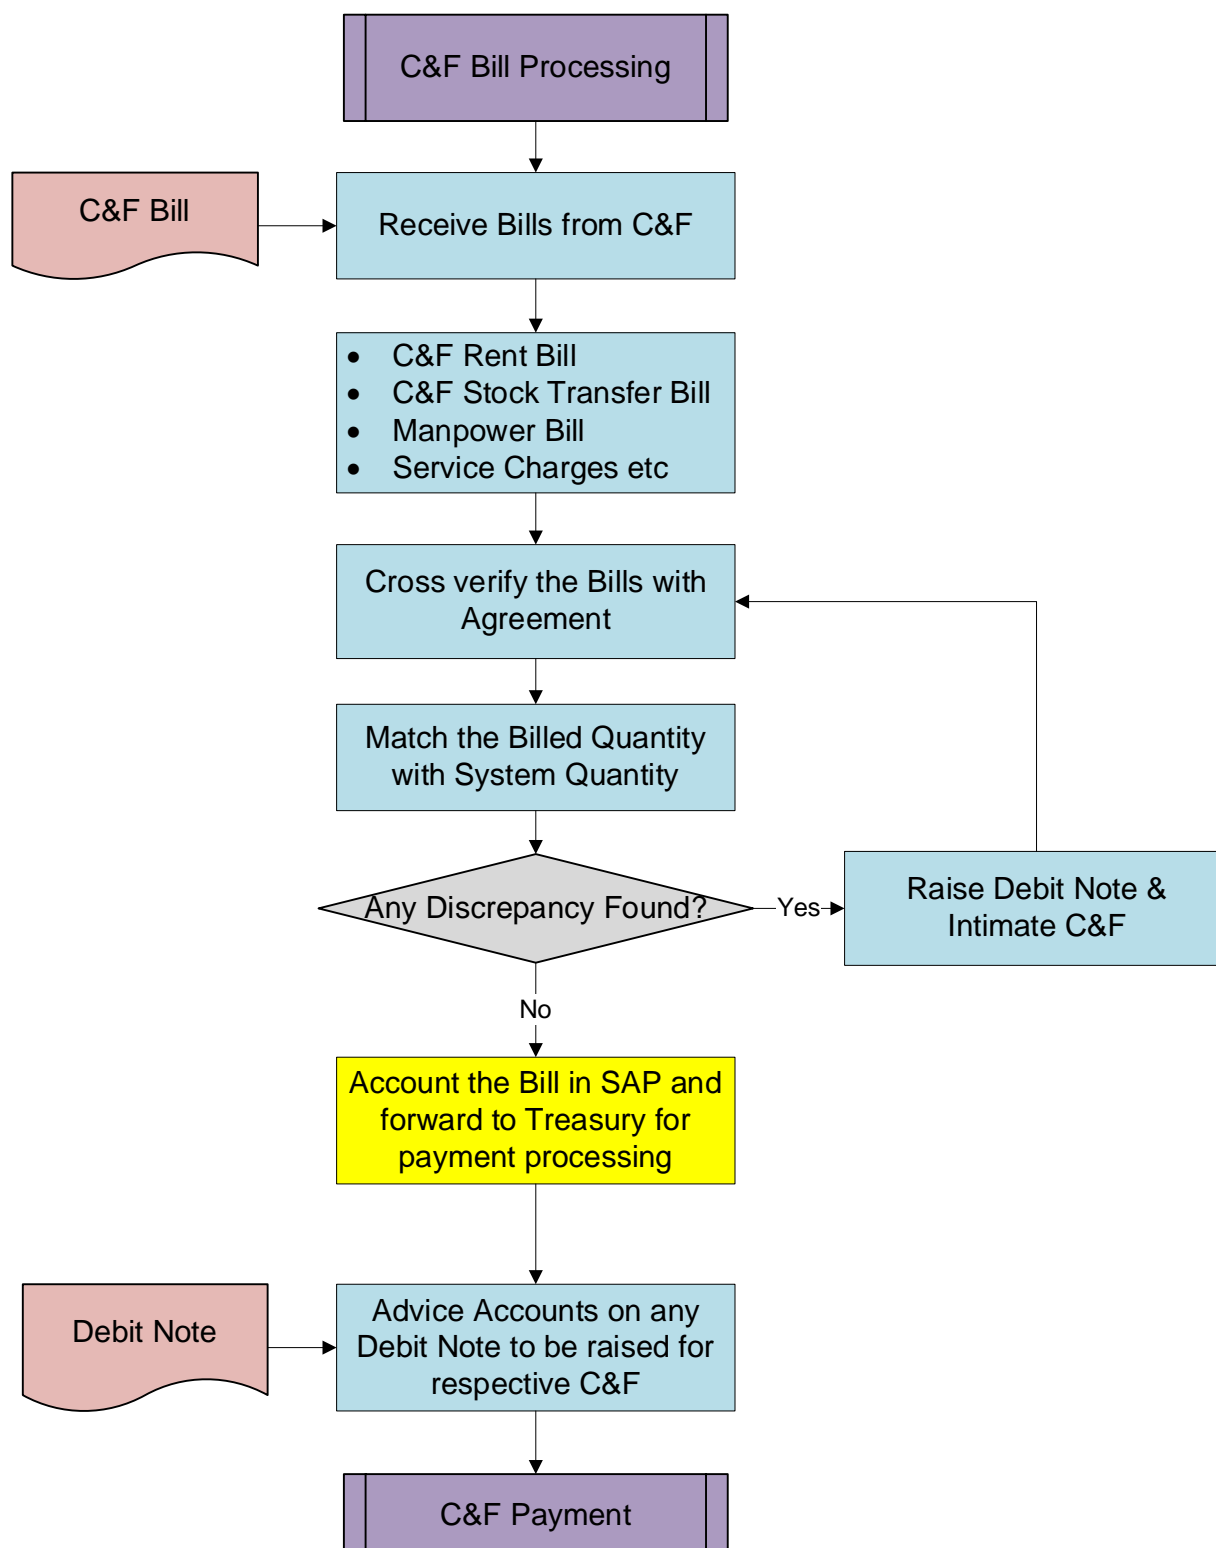 C&F Bill Processing
C&F Bill
Receive Bills from C&F
• C&F Rent Bill
• C&F Stock Transfer Bill
• Manpower Bill
• Service Charges etc
Cross verify the Bills with
Agreement
Match the Billed Quantity
with System Quantity
Any Discrepancy Found?
Yes
Raise Debit Note &
Intimate C&F
No
Account the Bill in SAP and
forward to Treasury for
payment processing
Debit Note
Advice Accounts on any
Debit Note to be raised for
respective C&F
C&F Payment